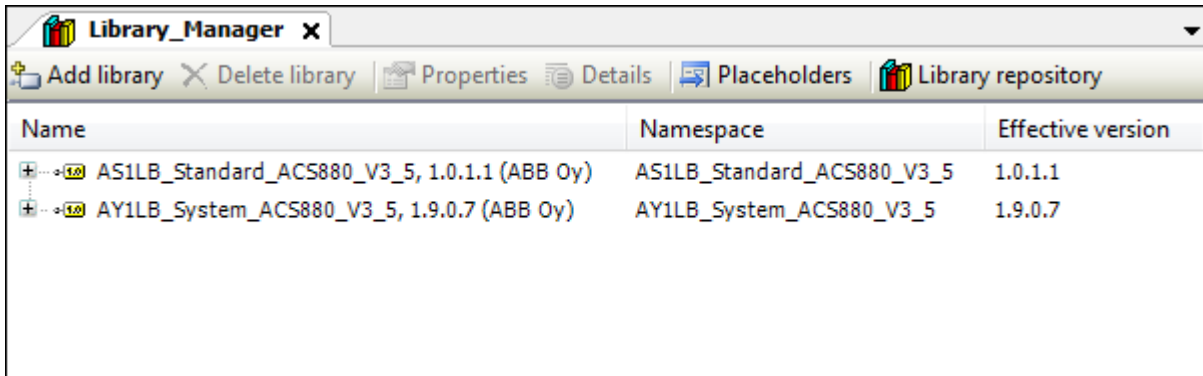 Library_Manager
Add library Delete library Properties Details Placeholders Library repository
Name Namespace Effective version
AS1LB_Standard_ACS880_V3_5, 1.0.1.1 (ABB Oy) AS1LB_Standard_ACS880_V3_5 1.0.1.1
AY1LB_System_ACS880_V3_5, 1.9.0.7 (ABB Oy) AY1LB_System_ACS880_V3_5 1.9.0.7